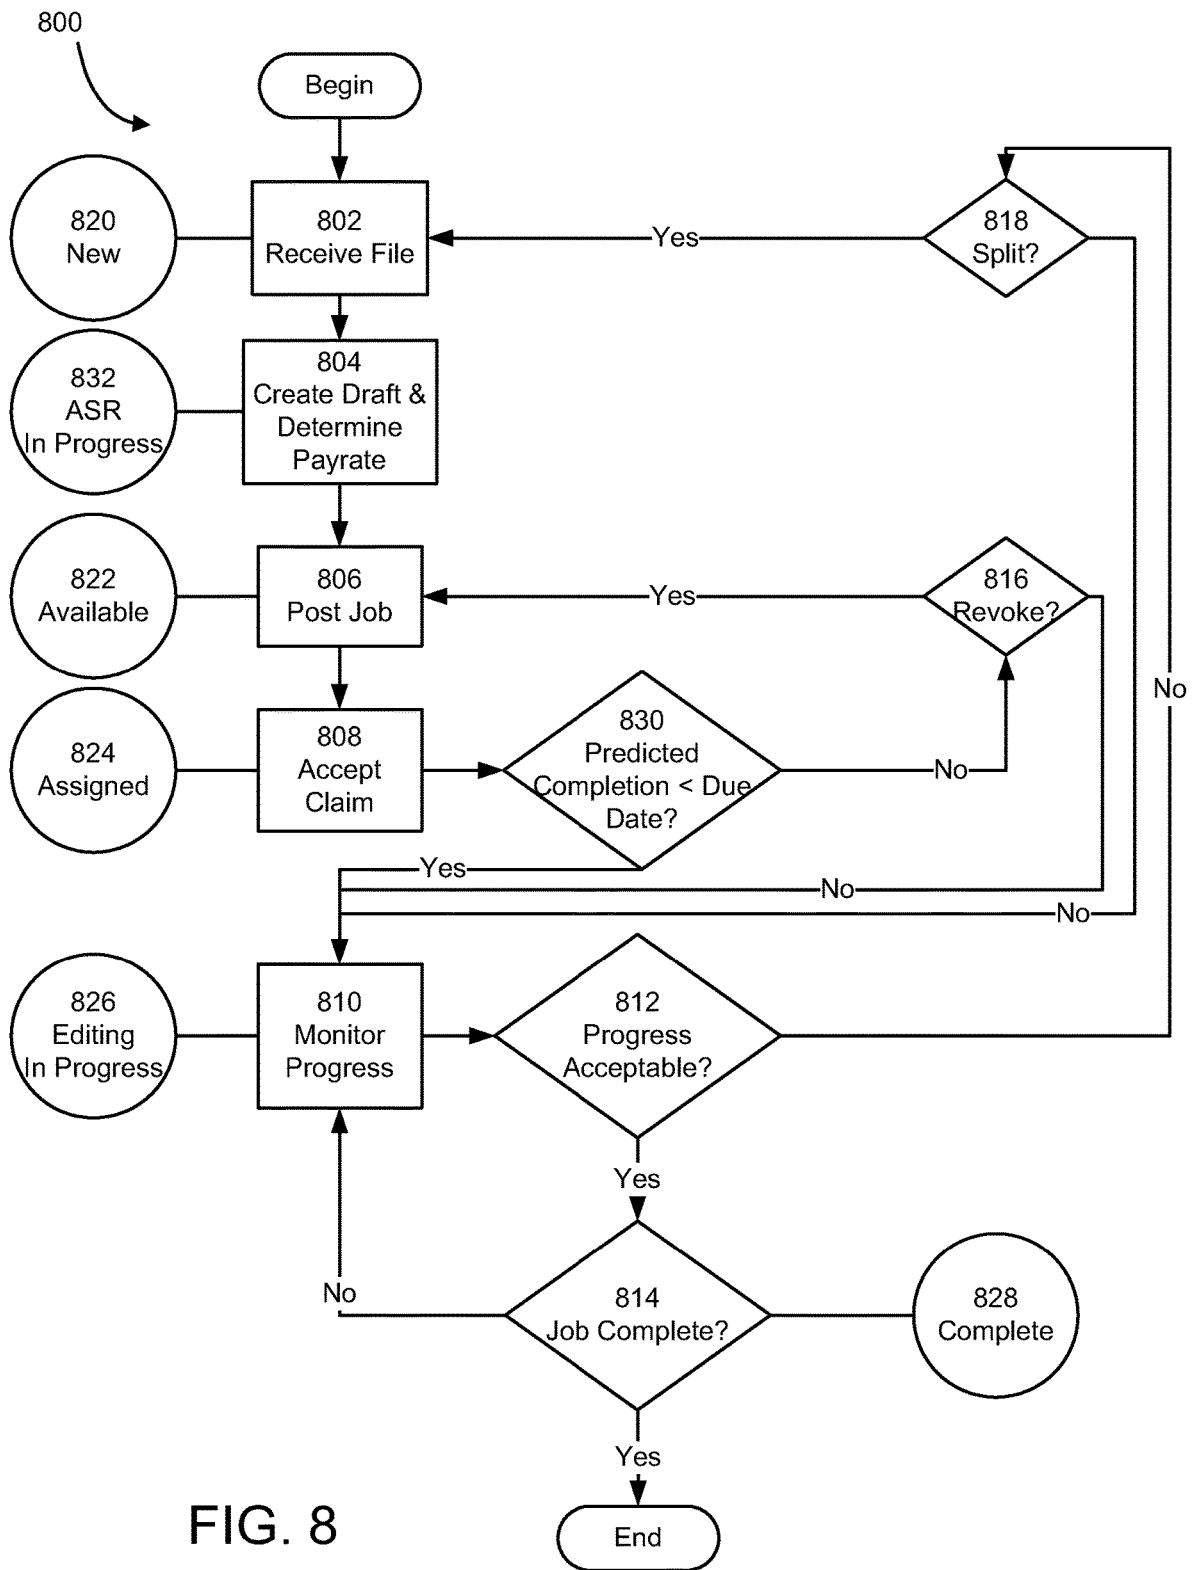 800
Begin
820
New
802
Receive File
Yes
818
Split?
832
ASR
In Progress
804
Create Draft &
Determine
Payrate
822
Available
806
Post Job
Yes
816
Revoke?
No
824
Assigned
808
Accept
Claim
830
Predicted
Completion < Due
Date?
No
Yes
No
No
826
Editing
In Progress
810
Monitor
Progress
812
Progress
Acceptable?
Yes
No
814
Job Complete?
828
Complete
Yes
FIG. 8
End